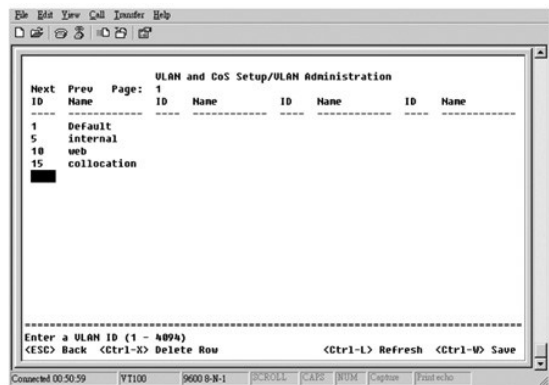 File Edit View Call Transfer Help
VLAN and CoS Setup/VLAN Administration
Next Prev Page: 1
ID Name ID Name ID Name ID Name
1 Default
5 internal
10 web
15 collocation
Enter a VLAN ID (1 - 4094)
<ESC> Back <Ctrl-X> Delete Row <Ctrl-L> Refresh <Ctrl-W> Save
Connected 00:50:59 VT100 9600 8-N-1 SCROLL CAPS NUM Capture Print echo